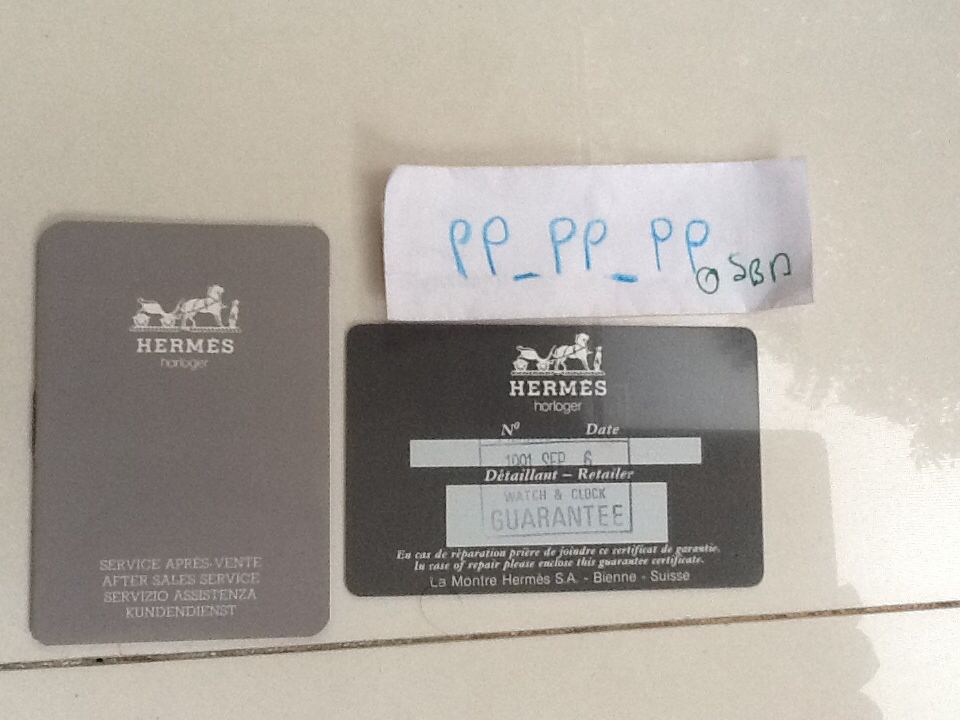 PP_PP_PP
@SBN
HERMÈS
horloger
SERVICE APRÈS-VENTE
AFTER SALES SERVICE
SERVIZIO ASSISTENZA
KUNDENDIENST
HERMÈS
horloger
Nº Date
SEP 6
Détaillant – Retailer
WATCH & CLOCK
GUARANTEE
En cas de réparation prière de joindre ce certificat de garantie.
In case of repair please enclose this guarantee certificate.
La Montre Hermès S.A. - Bienne - Suisse